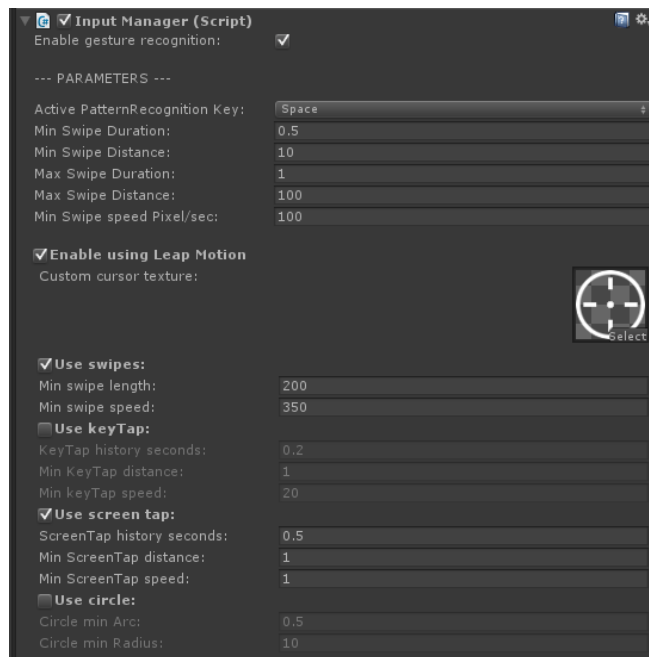 Input Manager (Script)
Enable gesture recognition:
--- PARAMETERS ---
Active PatternRecognition Key: Space
Min Swipe Duration: 0.5
Min Swipe Distance: 10
Max Swipe Duration: 1
Max Swipe Distance: 100
Min Swipe speed Pixel/sec: 100
Enable using Leap Motion
Custom cursor texture:
Select
Use swipes:
Min swipe length: 200
Min swipe speed: 350
Use keyTap:
KeyTap history seconds: 0.2
Min KeyTap distance: 1
Min keyTap speed: 20
Use screen tap:
ScreenTap history seconds: 0.5
Min ScreenTap distance: 1
Min ScreenTap speed: 1
Use circle:
Circle min Arc: 0.5
Circle min Radius: 10